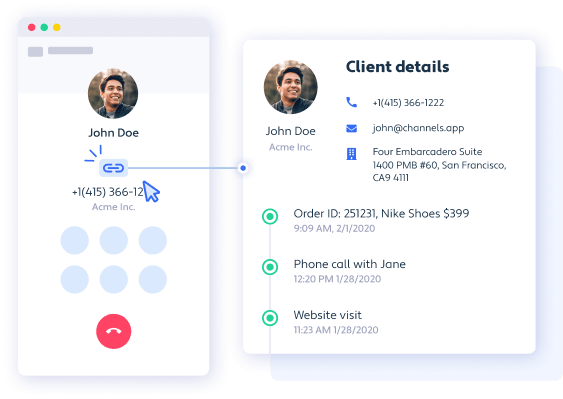 John Doe
+1(415) 366-12
Acme Inc.
Client details
John Doe
Acme Inc.
+1(415) 366-1222
john@channels.app
Four Embarcadero Suite
1400 PMB #60, San Francisco,
CA9 4111
Order ID: 251231, Nike Shoes $399
9:09 AM, 2/1/2020
Phone call with Jane
12:20 PM 1/28/2020
Website visit
11:23 AM 1/28/2020